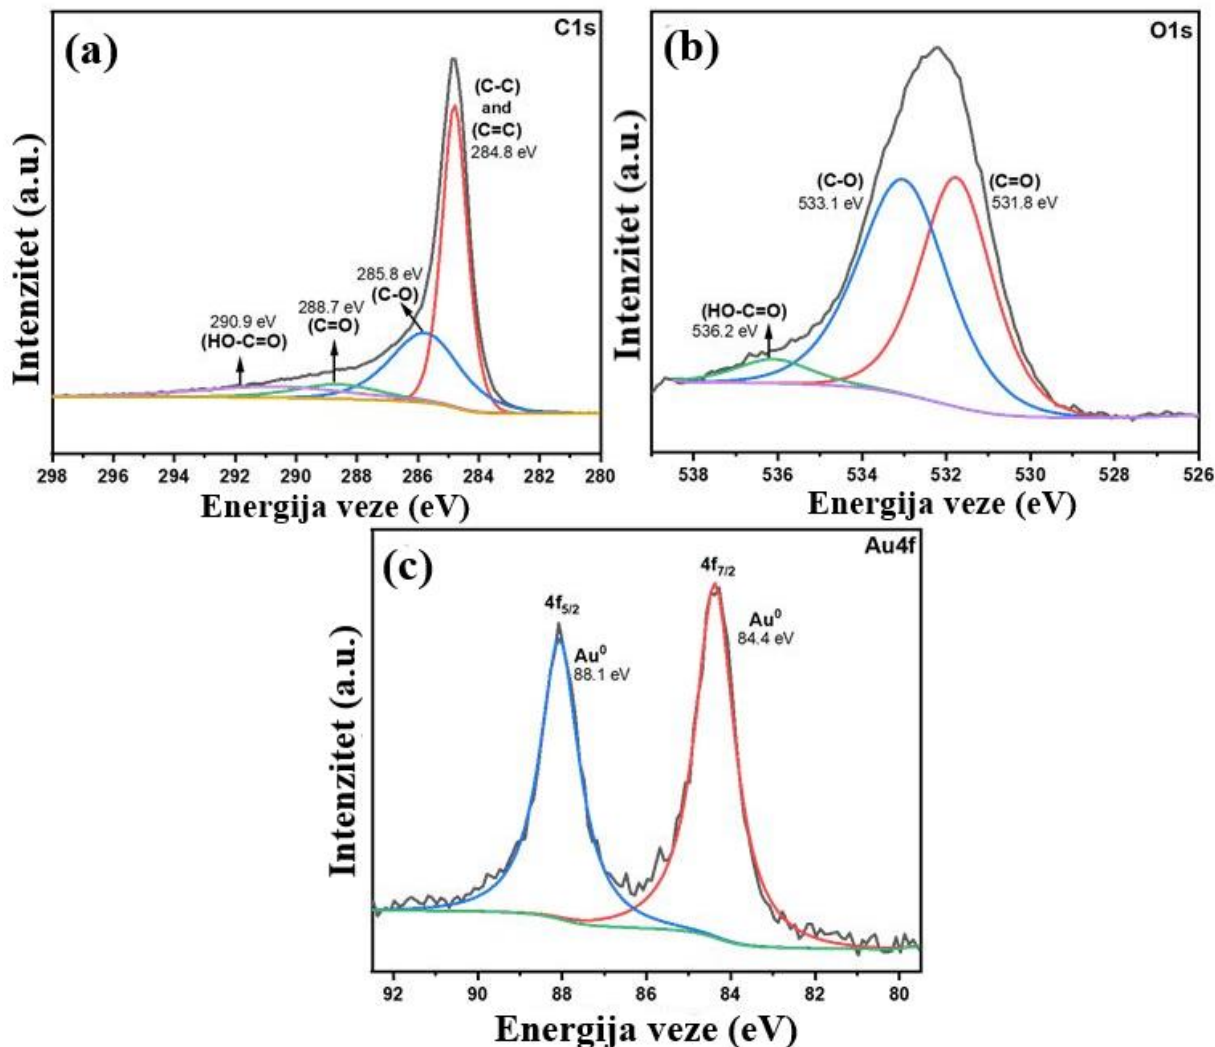 (a)
C1s
(C-C)
and
(C=C)
284.8 eV
285.8 eV
(C-O)
288.7 eV
(C=O)
290.9 eV
(HO-C=O)
Intenzitet (a.u.)
298 296 294 292 290 288 286 284 282 280
Energija veze (eV)
(b)
O1s
(C-O)
533.1 eV
(C=O)
531.8 eV
(HO-C=O)
536.2 eV
Intenzitet (a.u.)
538 536 534 532 530 528 526
Energija veze (eV)
(c)
Au4f
4f7/2
Au0
84.4 eV
4f5/2
Au0
88.1 eV
Intenzitet (a.u.)
92 90 88 86 84 82 80
Energija veze (eV)